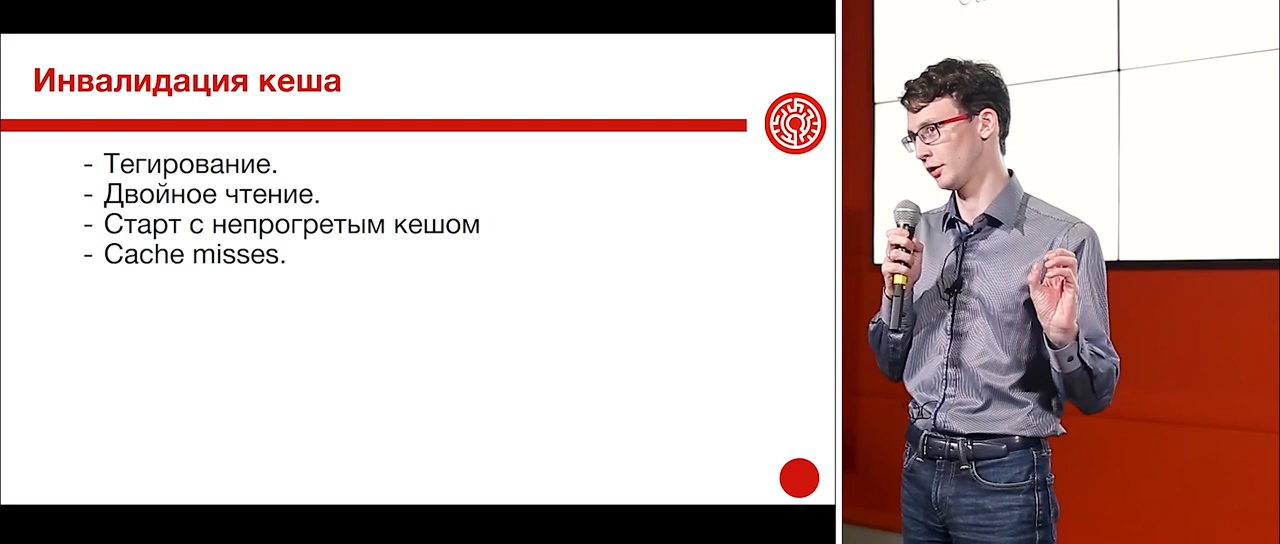 Инвалидация кеша
- Тегирование.
- Двойное чтение.
- Старт с непрогретым кешом
- Cache misses.